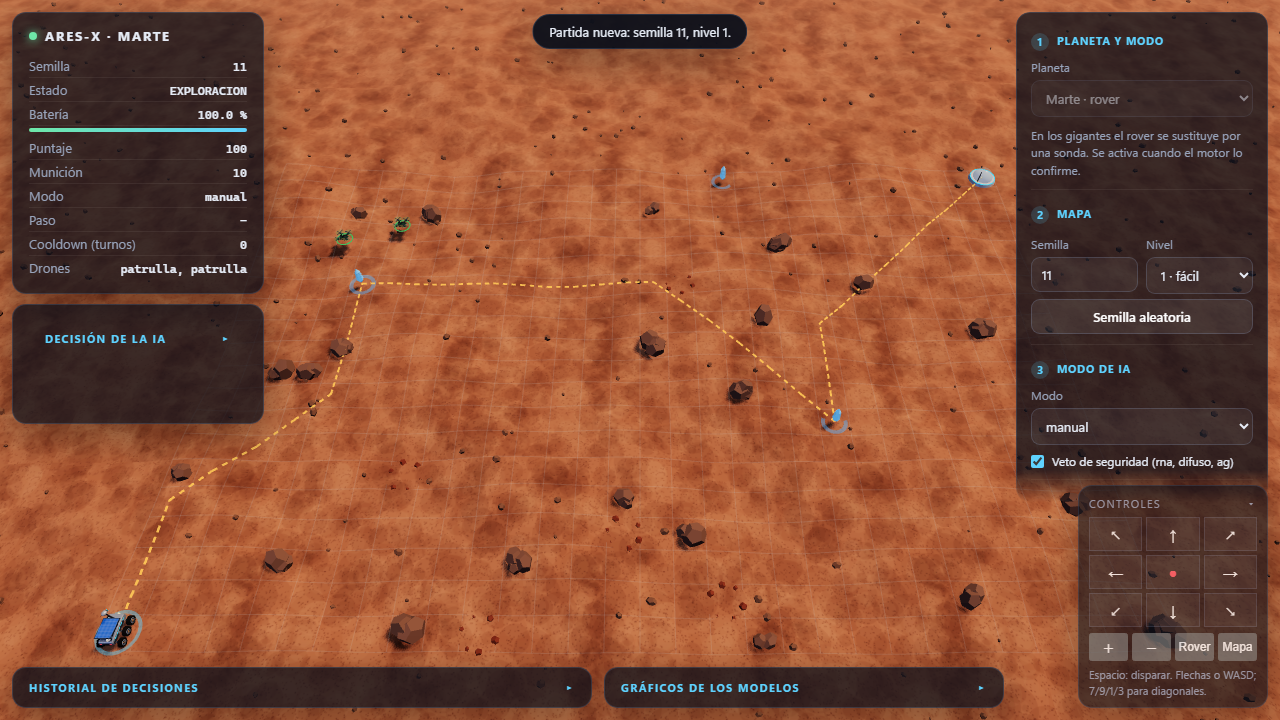 ARES-X · MARTE
Semilla 11
Estado EXPLORACION
Batería 100.0 %
Puntaje 100
Munición 10
Modo manual
Paso –
Cooldown (turnos) 0
Drones patrulla, patrulla
DECISIÓN DE LA IA
Partida nueva: semilla 11, nivel 1.
1 PLANETA Y MODO
Planeta
Marte · rover
En los gigantes el rover se sustituye por
una sonda. Se activa cuando el motor lo
confirme.
2 MAPA
Semilla Nivel
11 1 · fácil
Semilla aleatoria
3 MODO DE IA
Modo
manual
Veto de seguridad (rna, difuso, ag)
CONTROLES
↖ ↑ ↗
← ● →
↙ ↓ ↘
+ − Rover Mapa
Espacio: disparar. Flechas o WASD;
7/9/1/3 para diagonales.
HISTORIAL DE DECISIONES
GRÁFICOS DE LOS MODELOS